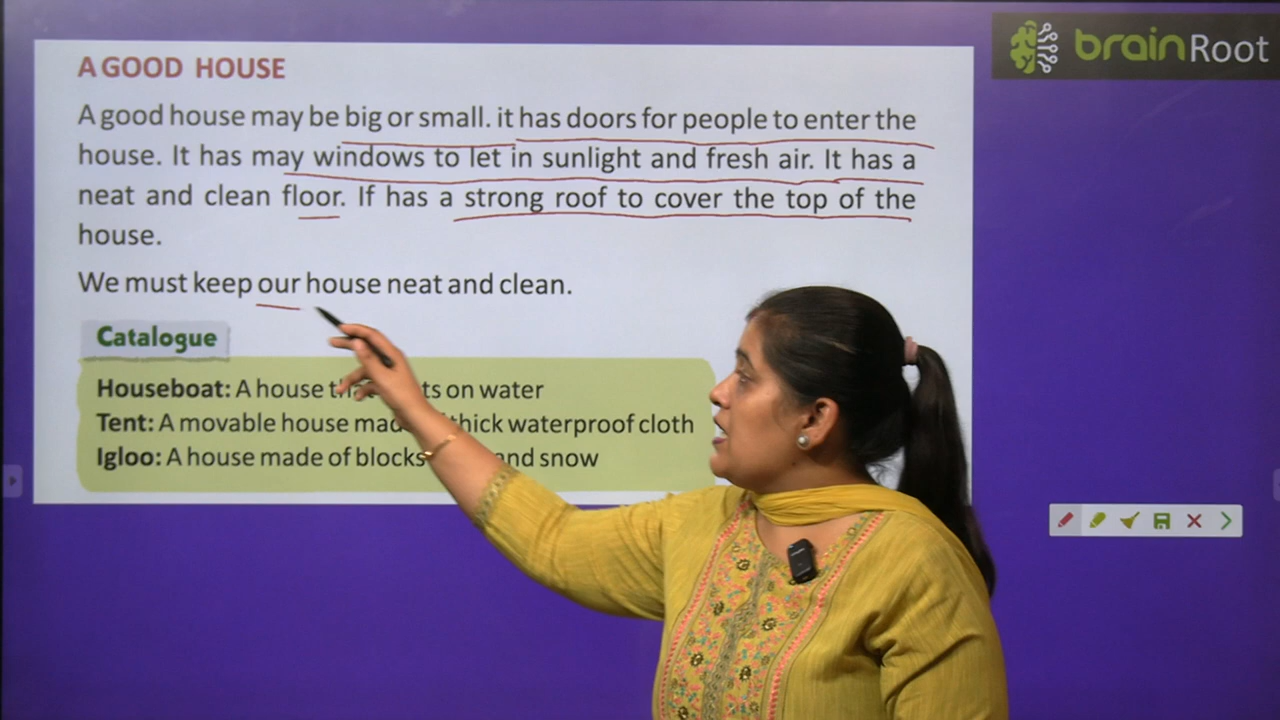 brainRoot
A GOOD HOUSE
A good house may be big or small. it has doors for people to enter the
house. It has may windows to let in sunlight and fresh air. It has a
neat and clean floor. If has a strong roof to cover the top of the
house.
We must keep our house neat and clean.
Catalogue
Houseboat: A house on water
Tent: A movable house thick waterproof cloth
Igloo: A house made of blocks and snow